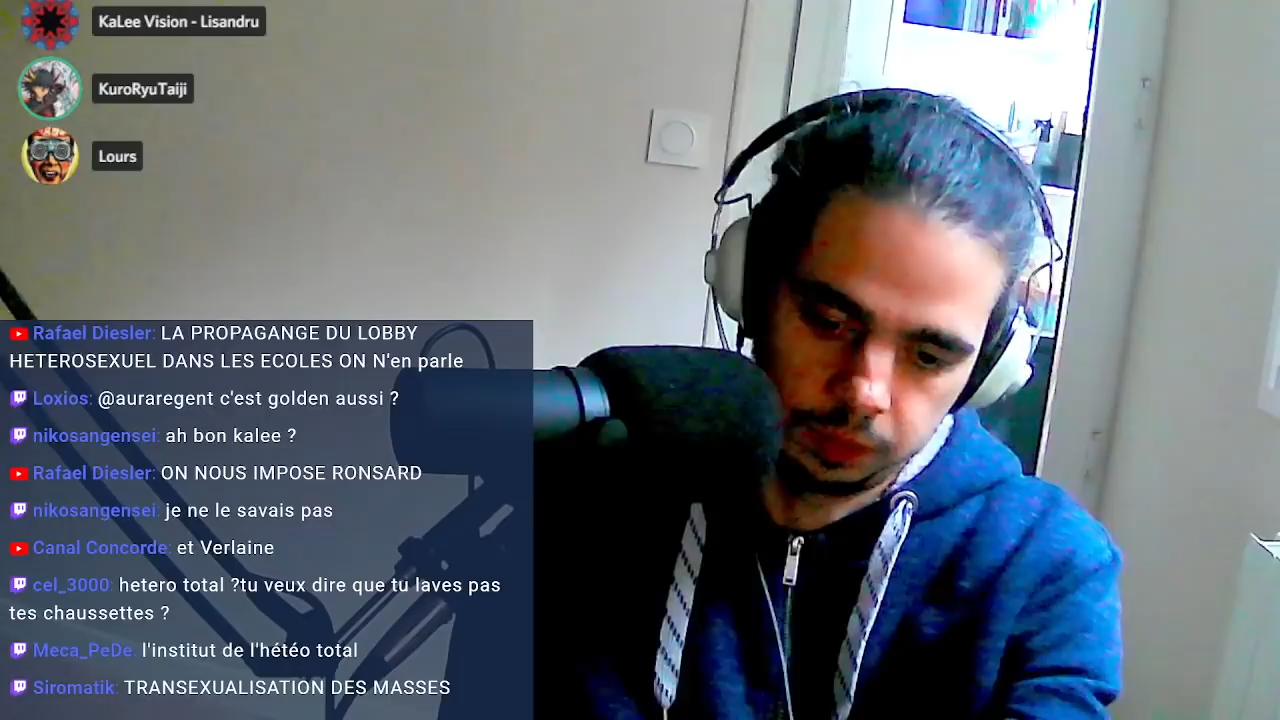 KaLee Vision - Lisandru
KuroRyuTaiji
Lours
Rafael Diesler: LA PROPAGANGE DU LOBBY
HETEROSEXUEL DANS LES ECOLES ON N'en parle
Loxios: @auraregent c'est golden aussi ?
nikosangensei: ah bon kalee ?
Rafael Diesler: ON NOUS IMPOSE RONSARD
nikosangensei: je ne le savais pas
Canal Concorde: et Verlaine
cel_3000: hetero total ?tu veux dire que tu laves pas
tes chaussettes ?
Meca_PeDe: l'institut de l'hétéo total
Siromatik: TRANSEXUALISATION DES MASSES